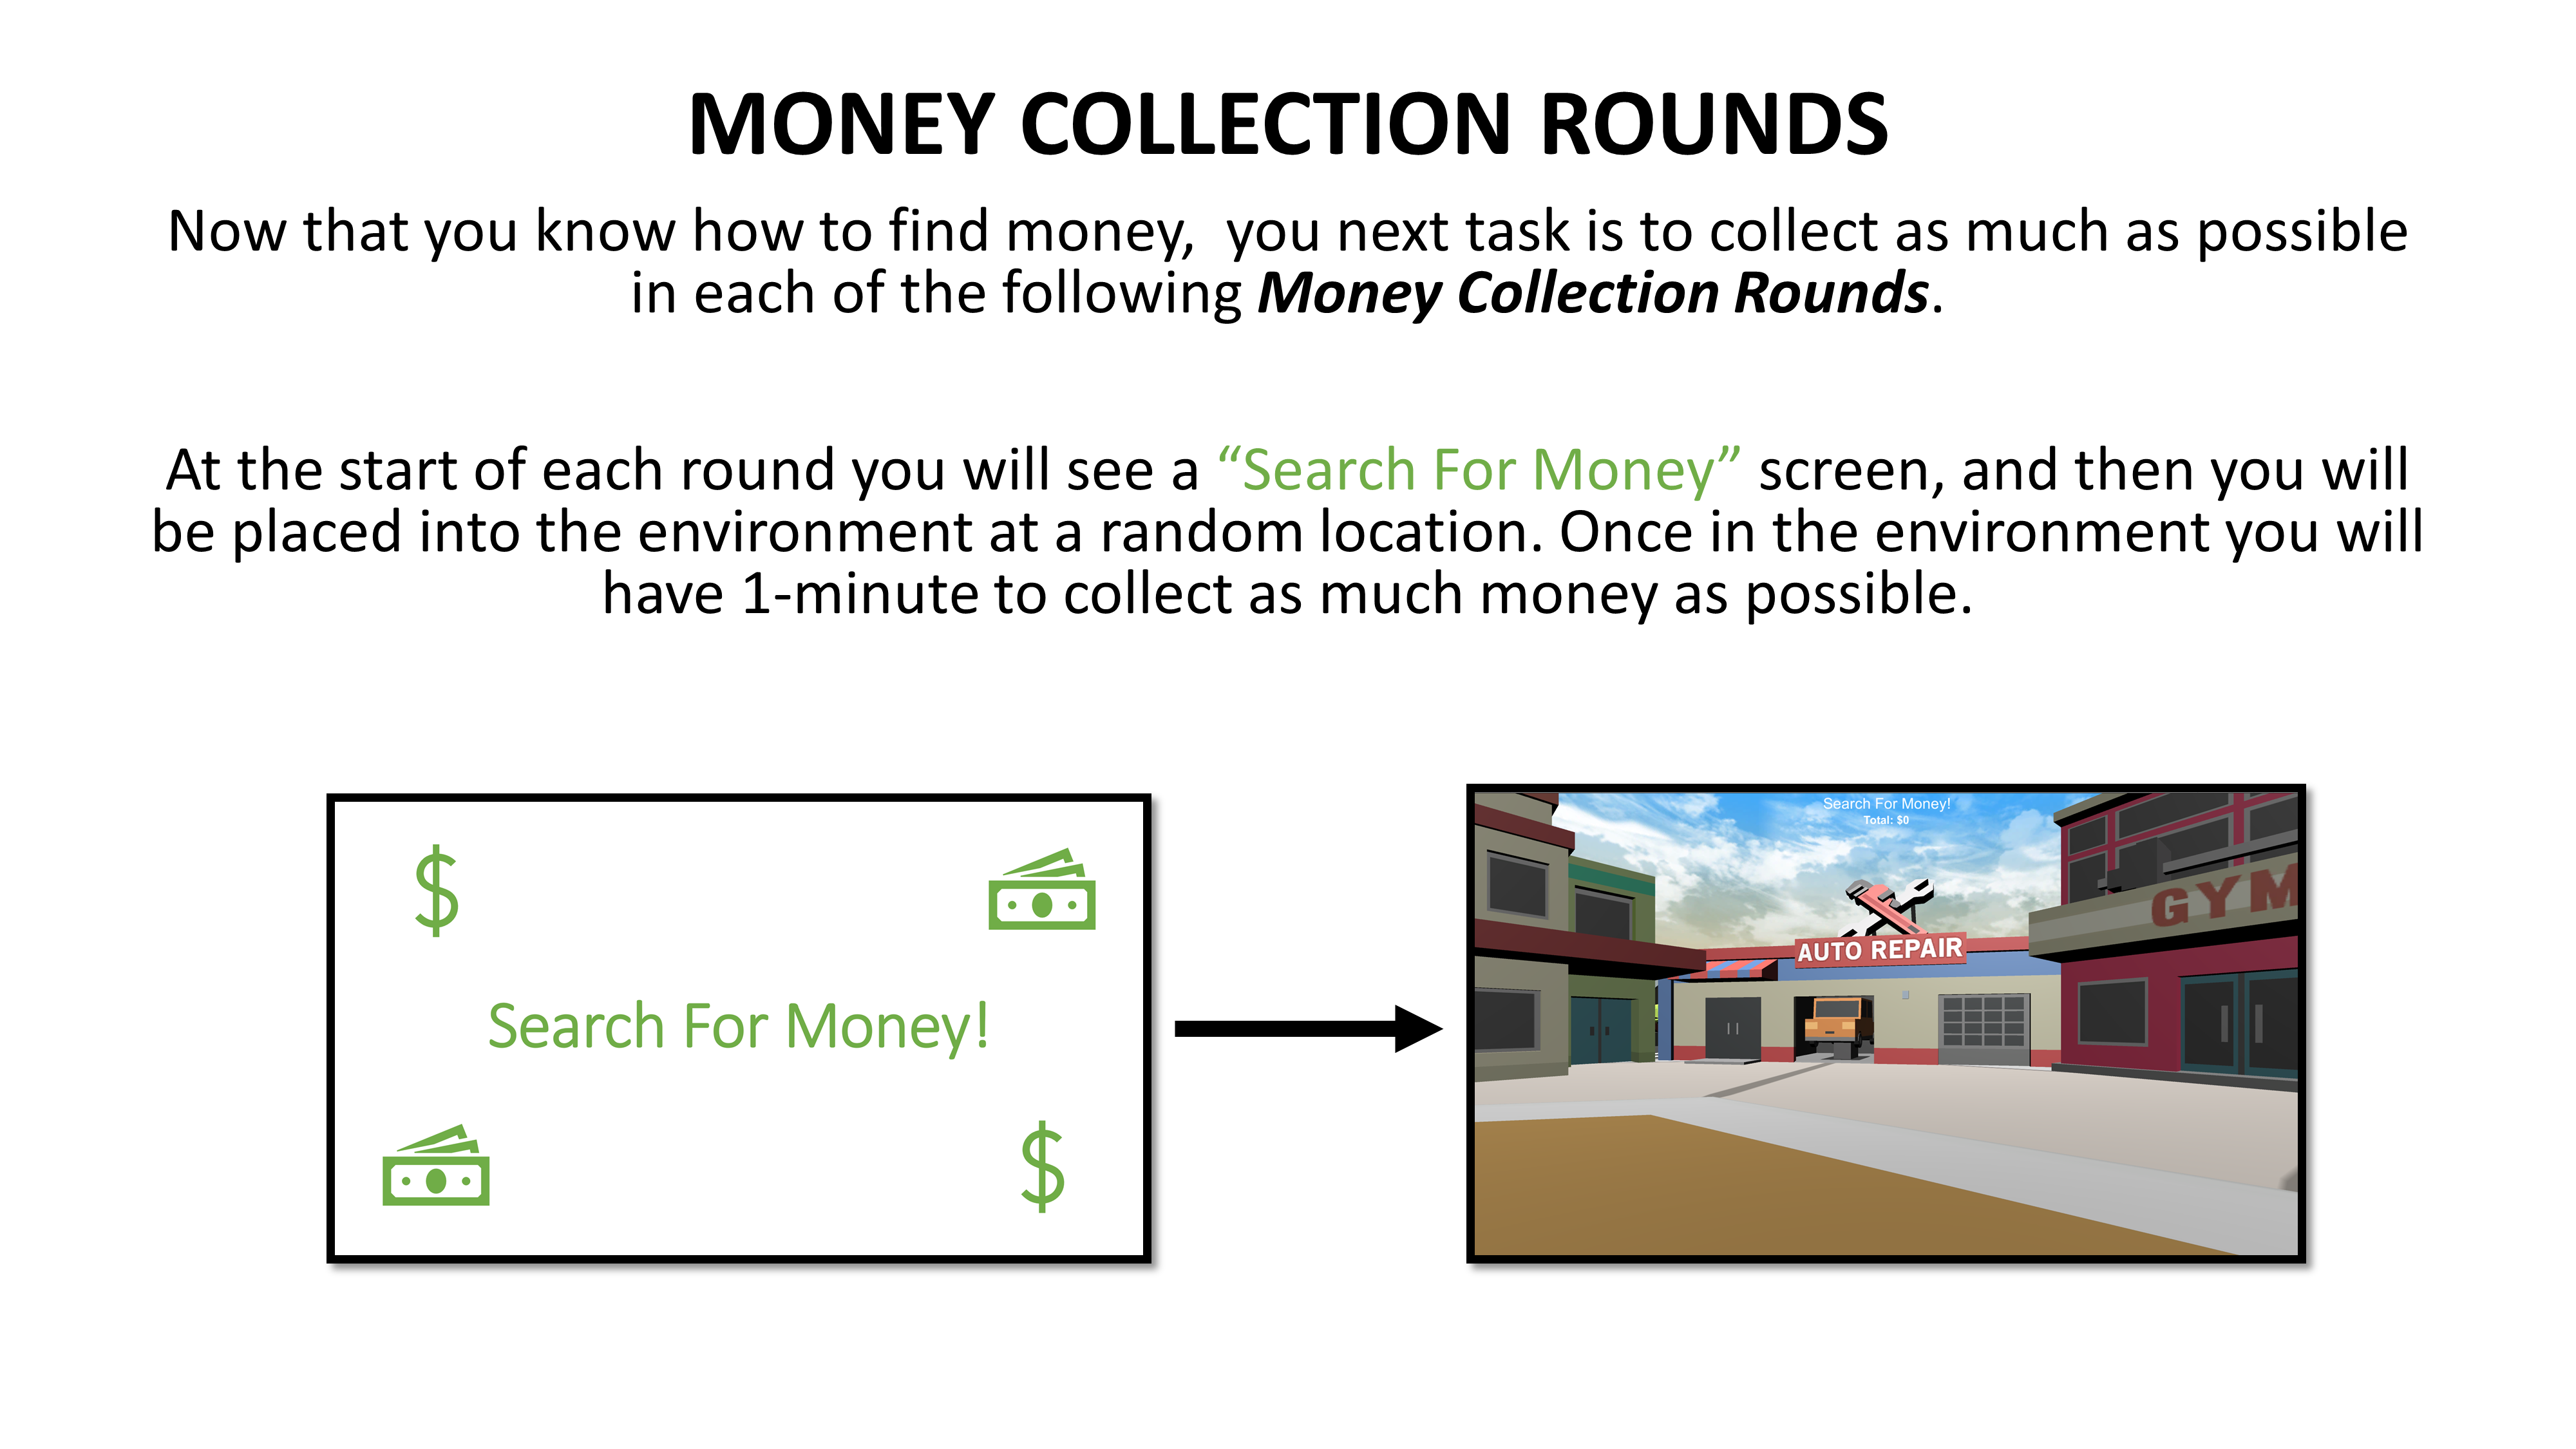 MONEY COLLECTION ROUNDS
Now that you know how to find money,  you next task is to collect as much as possible
in each of the following Money Collection Rounds.
At the start of each round you will see a “Search For Money” screen, and then you will
be placed into the environment at a random location. Once in the environment you will
have 1-minute to collect as much money as possible.
$
Search For Money!
$
Search For Money!
Total: $0
AUTO REPAIR
GYM